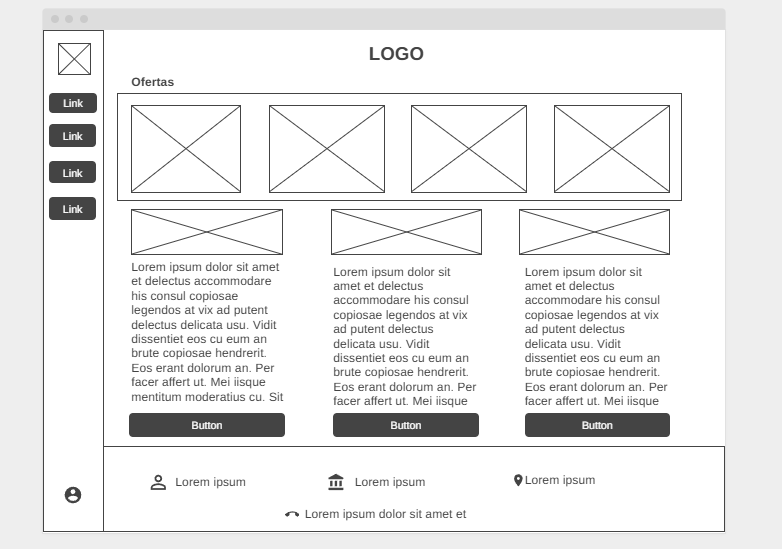 LOGO
Ofertas
Link
Link
Link
Link
Lorem ipsum dolor sit amet
et delectus accommodare
his consul copiosae
legendos at vix ad putent
delectus delicata usu. Vidit
dissentiet eos cu eum an
brute copiosae hendrerit.
Eos erant dolorum an. Per
facer affert ut. Mei iisque
mentitum moderatius cu. Sit
Button
Lorem ipsum dolor sit
amet et delectus
accommodare his consul
copiosae legendos at vix
ad putent delectus
delicata usu. Vidit
dissentiet eos cu eum an
brute copiosae hendrerit.
Eos erant dolorum an. Per
facer affert ut. Mei iisque
Button
Lorem ipsum dolor sit
amet et delectus
accommodare his consul
copiosae legendos at vix
ad putent delectus
delicata usu. Vidit
dissentiet eos cu eum an
brute copiosae hendrerit.
Eos erant dolorum an. Per
facer affert ut. Mei iisque
Button
Lorem ipsum
Lorem ipsum
Lorem ipsum
Lorem ipsum dolor sit amet et